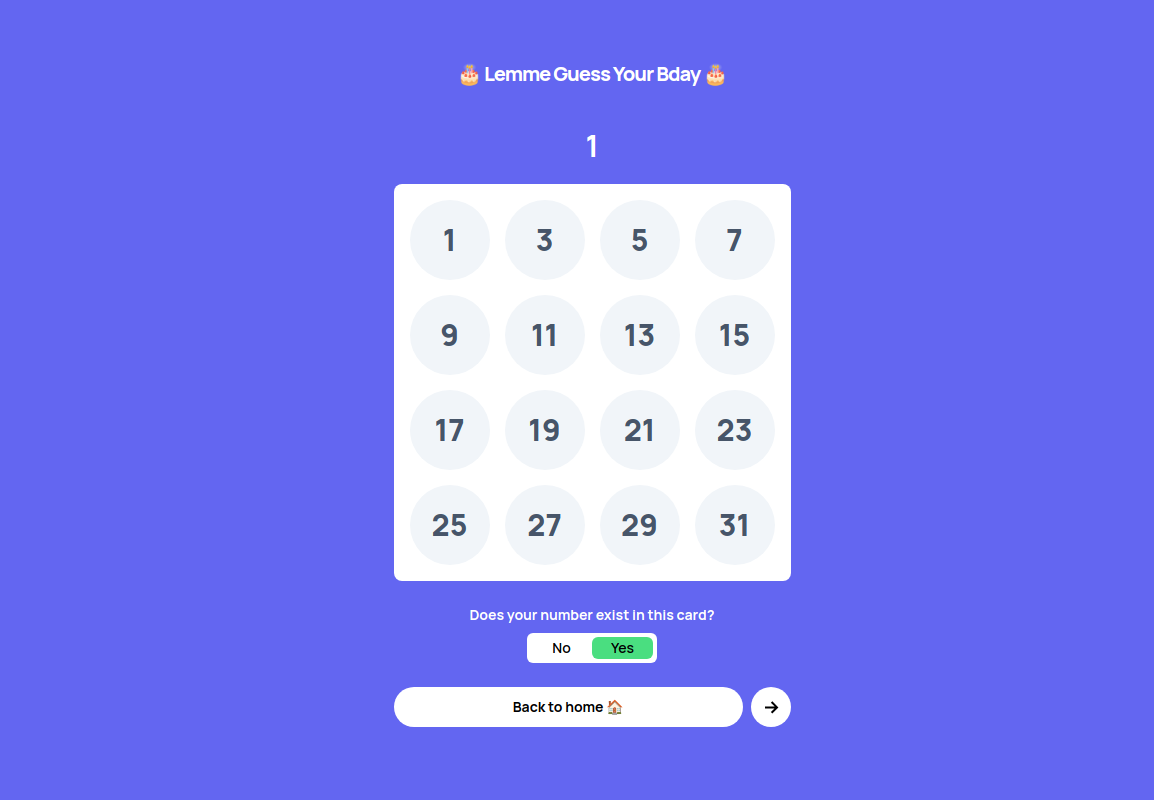 🎂 Lemme Guess Your Bday 🎂
1
1 3 5 7
9 11 13 15
17 19 21 23
25 27 29 31
Does your number exist in this card?
No Yes
Back to home 🏠 →